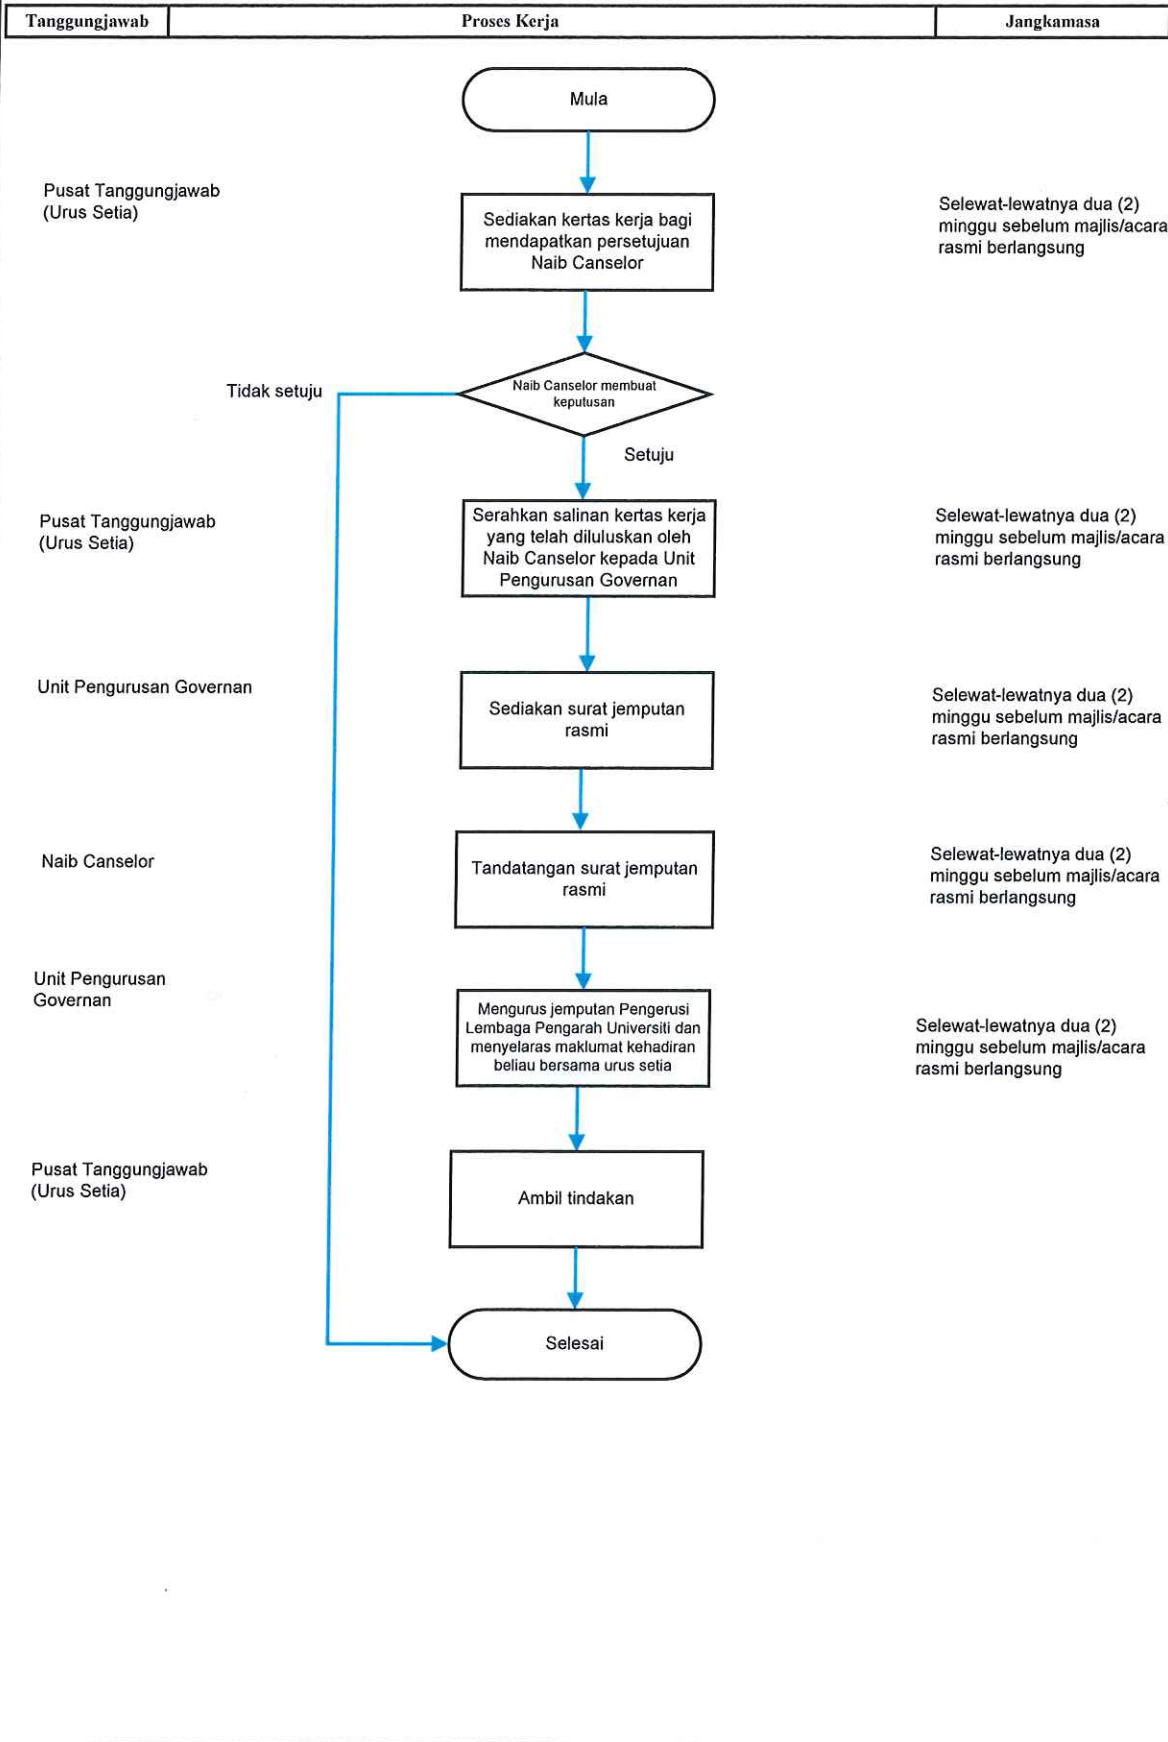 Tanggungjawab
Proses Kerja
Jangkamasa
Mula
Pusat Tanggungjawab
(Urus Setia)
Sediakan kertas kerja bagi
mendapatkan persetujuan
Naib Canselor
Selewat-lewatnya dua (2)
minggu sebelum majlis/acara
rasmi berlangsung
Tidak setuju
Naib Canselor membuat
keputusan
Setuju
Pusat Tanggungjawab
(Urus Setia)
Serahkan salinan kertas kerja
yang telah diluluskan oleh
Naib Canselor kepada Unit
Pengurusan Governan
Selewat-lewatnya dua (2)
minggu sebelum majlis/acara
rasmi berlangsung
Unit Pengurusan Governan
Sediakan surat jemputan
rasmi
Selewat-lewatnya dua (2)
minggu sebelum majlis/acara
rasmi berlangsung
Naib Canselor
Tandatangan surat jemputan
rasmi
Selewat-lewatnya dua (2)
minggu sebelum majlis/acara
rasmi berlangsung
Unit Pengurusan
Governan
Mengurus jemputan Pengerusi
Lembaga Pengarah Universiti dan
menyelaras maklumat kehadiran
beliau bersama urus setia
Selewat-lewatnya dua (2)
minggu sebelum majlis/acara
rasmi berlangsung
Pusat Tanggungjawab
(Urus Setia)
Ambil tindakan
Selesai